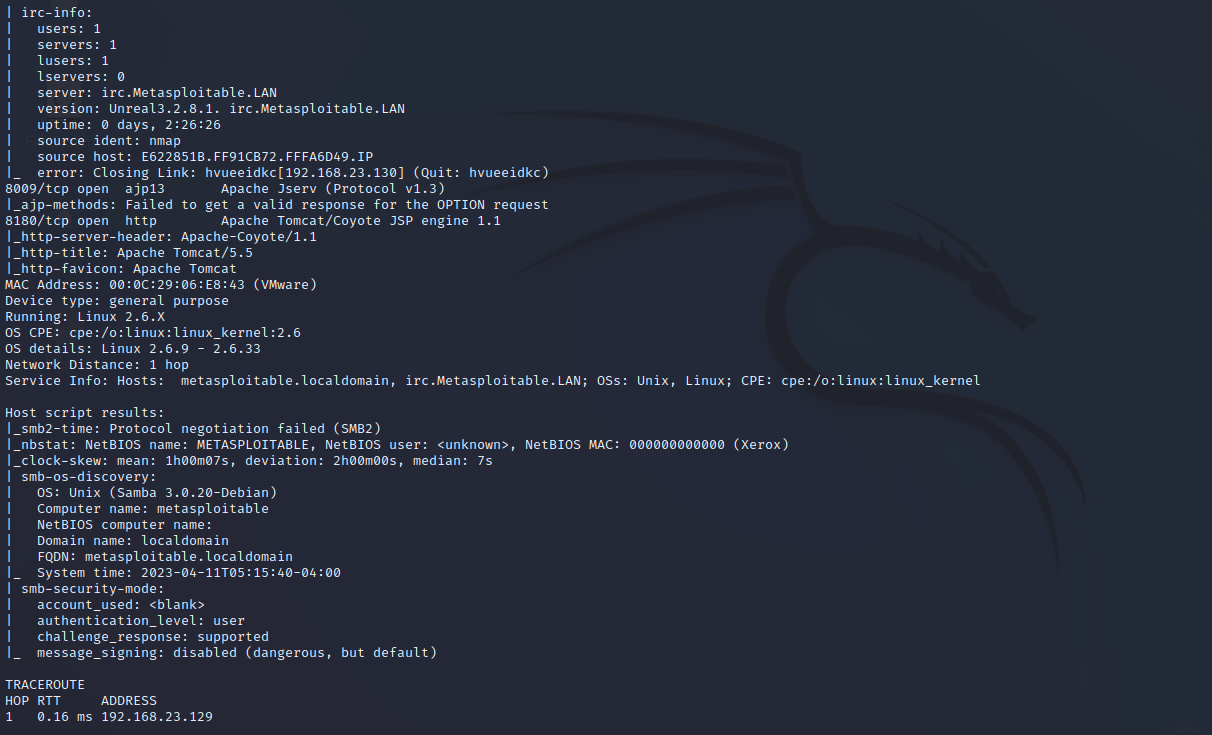 | irc-info:
|   users: 1
|   servers: 1
|   lusers: 1
|   lservers: 0
|   server: irc.Metasploitable.LAN
|   version: Unreal3.2.8.1. irc.Metasploitable.LAN
|   uptime: 0 days, 2:26:26
|   source ident: nmap
|   source host: E622851B.FF91CB72.FFFA6D49.IP
|_  error: Closing Link: hvueeidkc[192.168.23.130] (Quit: hvueeidkc)
8009/tcp open  ajp13       Apache Jserv (Protocol v1.3)
|_ajp-methods: Failed to get a valid response for the OPTION request
8180/tcp open  http        Apache Tomcat/Coyote JSP engine 1.1
|_http-server-header: Apache-Coyote/1.1
|_http-title: Apache Tomcat/5.5
|_http-favicon: Apache Tomcat
MAC Address: 00:0C:29:06:E8:43 (VMware)
Device type: general purpose
Running: Linux 2.6.X
OS CPE: cpe:/o:linux:linux_kernel:2.6
OS details: Linux 2.6.9 - 2.6.33
Network Distance: 1 hop
Service Info: Hosts:  metasploitable.localdomain, irc.Metasploitable.LAN; OSs: Unix, Linux; CPE: cpe:/o:linux:linux_kernel

Host script results:
|_smb2-time: Protocol negotiation failed (SMB2)
|_nbstat: NetBIOS name: METASPLOITABLE, NetBIOS user: <unknown>, NetBIOS MAC: 000000000000 (Xerox)
|_clock-skew: mean: 1h00m07s, deviation: 2h00m00s, median: 7s
| smb-os-discovery:
|   OS: Unix (Samba 3.0.20-Debian)
|   Computer name: metasploitable
|   NetBIOS computer name:
|   Domain name: localdomain
|   FQDN: metasploitable.localdomain
|_  System time: 2023-04-11T05:15:40-04:00
| smb-security-mode:
|   account_used: <blank>
|   authentication_level: user
|   challenge_response: supported
|_  message_signing: disabled (dangerous, but default)

TRACEROUTE
HOP RTT     ADDRESS
1   0.16 ms 192.168.23.129